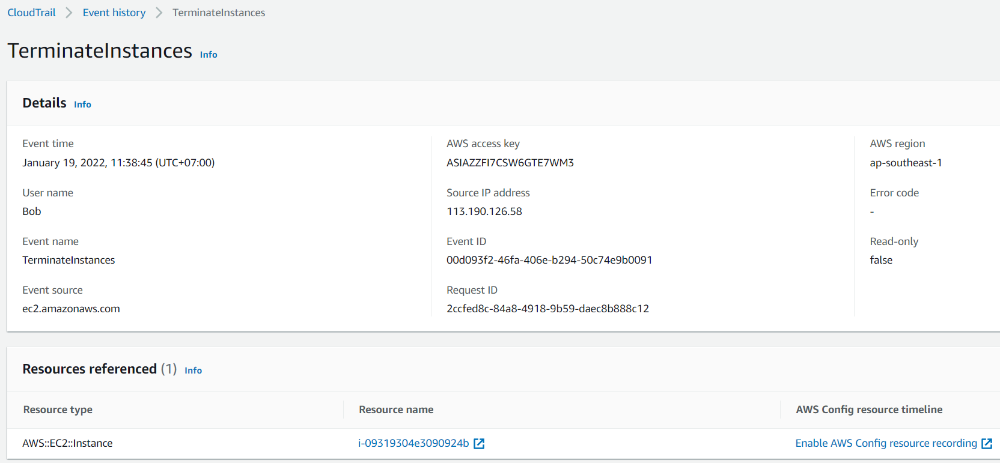 CloudTrail > Event history > TerminateInstances
TerminateInstances Info
Details Info
Event time
January 19, 2022, 11:38:45 (UTC+07:00)
User name
Bob
Event name
TerminateInstances
Event source
ec2.amazonaws.com
AWS access key
ASIAZZFI7CSW6GTE7WM3
Source IP address
113.190.126.58
Event ID
00d093f2-46fa-406e-b294-50c74e9b0091
Request ID
2ccfed8c-84a8-4918-9b59-daec8b888c12
AWS region
ap-southeast-1
Error code
-
Read-only
false
Resources referenced (1) Info
Resource type Resource name AWS Config resource timeline
AWS::EC2::Instance i-09319304e3090924b Enable AWS Config resource recording